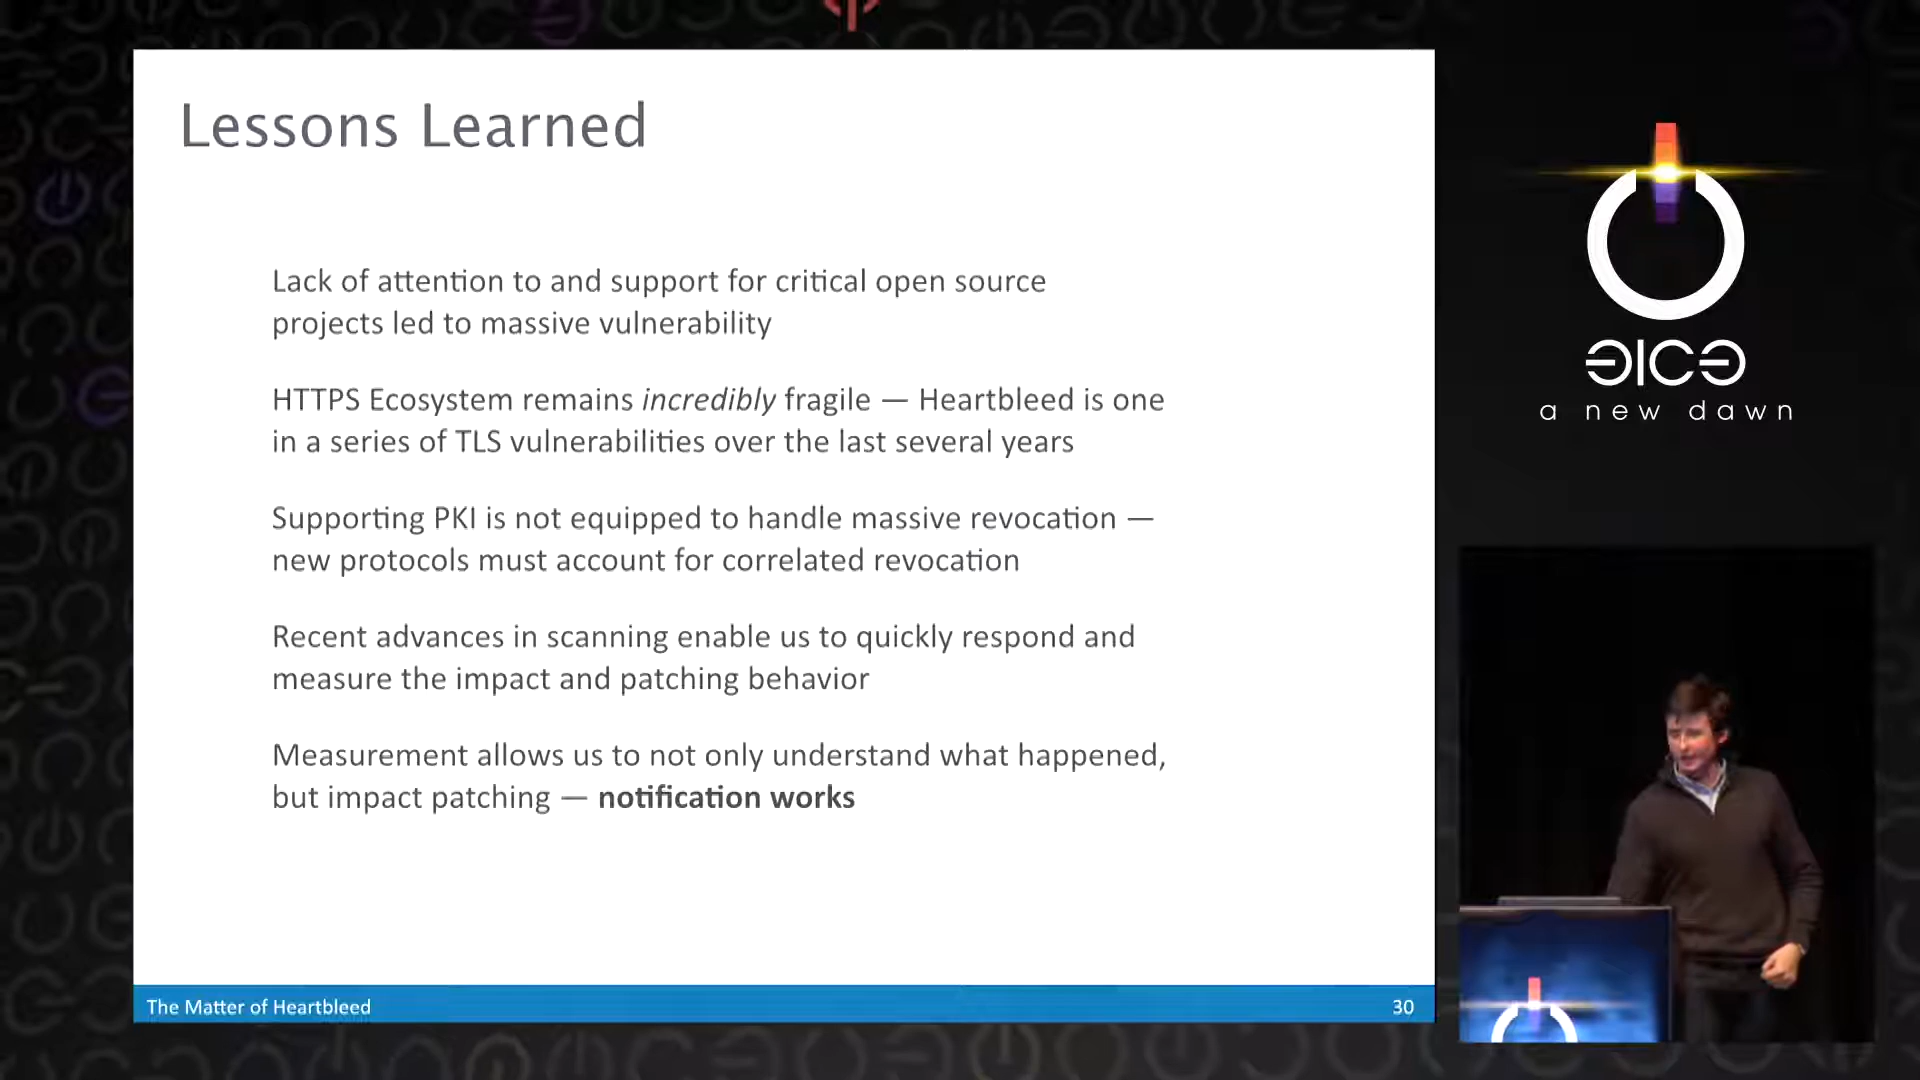 Lessons Learned
Lack of attention to and support for critical open source
projects led to massive vulnerability
HTTPS Ecosystem remains incredibly fragile — Heartbleed is one
in a series of TLS vulnerabilities over the last several years
Supporting PKI is not equipped to handle massive revocation —
new protocols must account for correlated revocation
Recent advances in scanning enable us to quickly respond and
measure the impact and patching behavior
Measurement allows us to not only understand what happened,
but impact patching — notification works
The Matter of Heartbleed
30
a new dawn